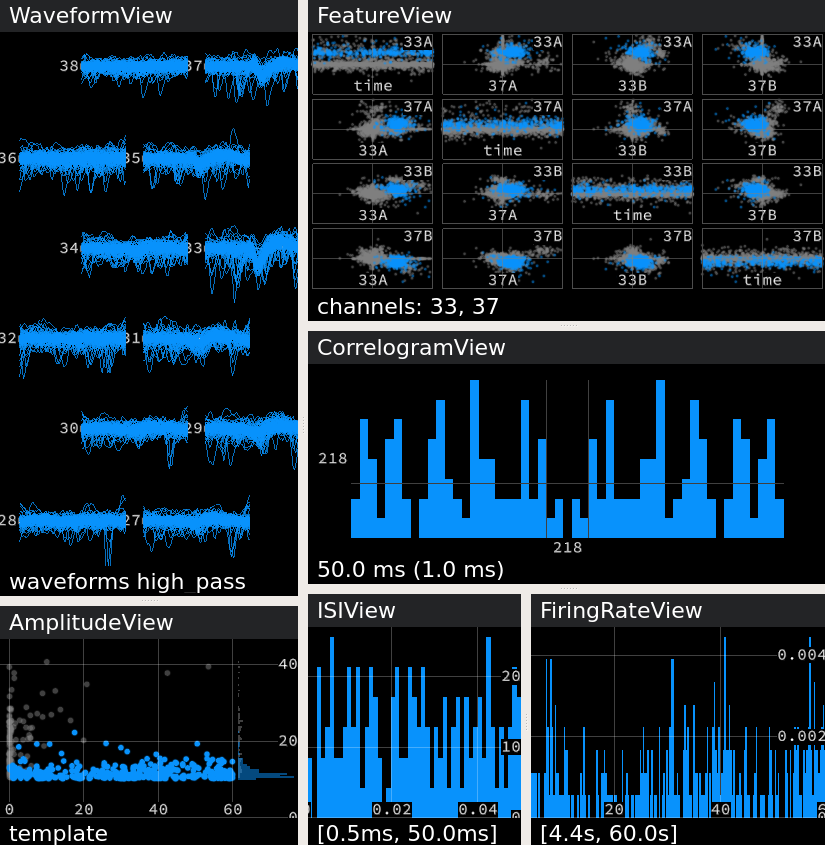 WaveformView
38 37
36 35
34 33
32 31
30 29
28 27
waveforms high_pass
AmplitudeView
40
20
0
0 20 40 60
template
FeatureView
33A 33A 33A 33A
time 37A 33B 37B
37A 37A 37A 37A
33A time 33B 37B
33B 33B 33B 33B
33A 37A time 37B
37B 37B 37B 37B
33A 37A 33B time
channels: 33, 37
CorrelogramView
218
218
50.0 ms (1.0 ms)
ISIView
20
10
0.02 0.04
[0.5ms, 50.0ms]
FiringRateView
0.004
0.002
20 40
[4.4s, 60.0s]